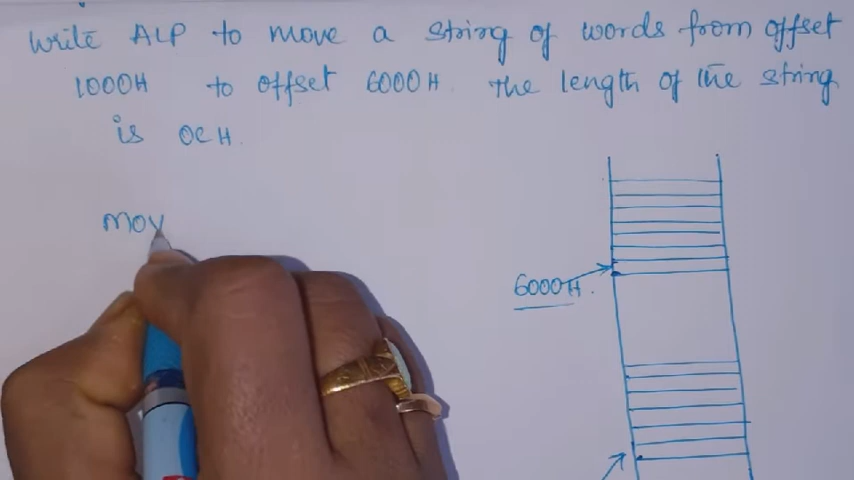 Write ALP to move a string of words from offset
1000H to offset 6000H. The length of the string
is 0CH.
MOV
6000H.